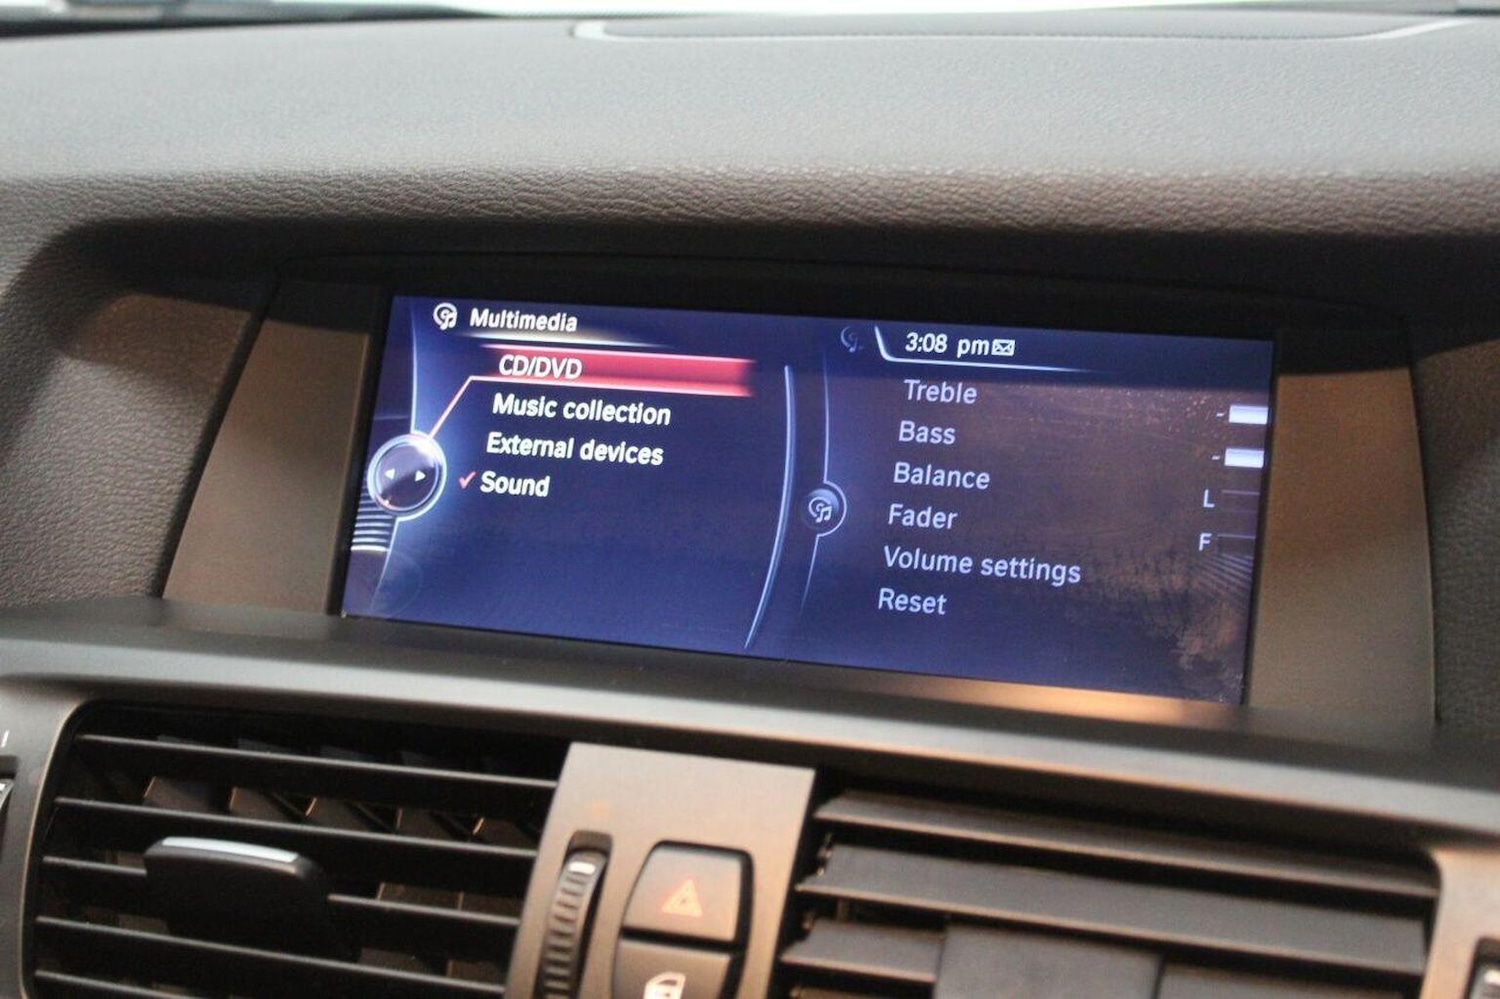 Multimedia
CD/DVD
Music collection
External devices
Sound
3:08 pm
Treble
Bass
Balance
L
Fader
F
Volume settings
Reset